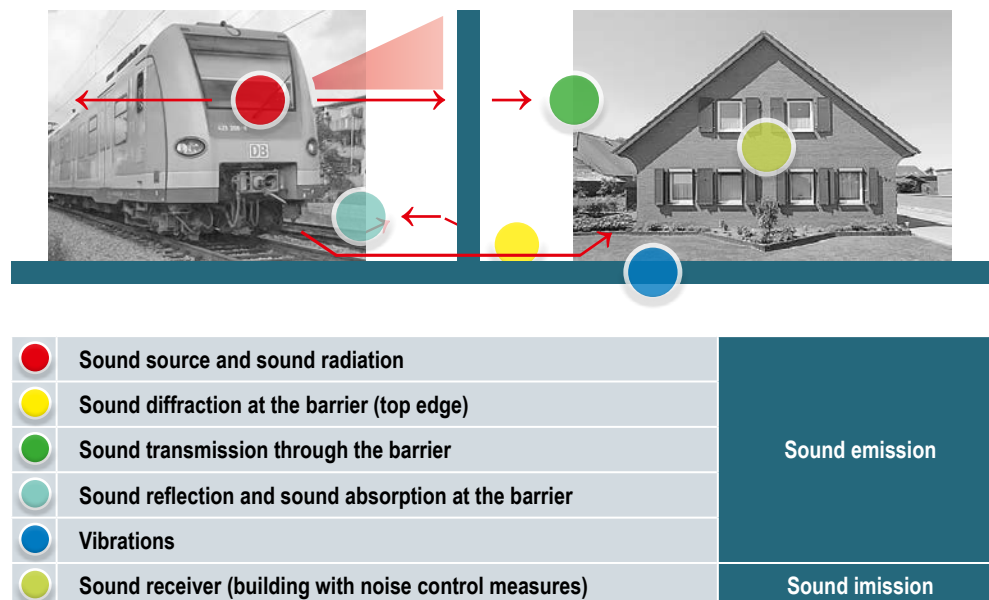 DB
Sound source and sound radiation
Sound diffraction at the barrier (top edge)
Sound transmission through the barrier
Sound emission
Sound reflection and sound absorption at the barrier
Vibrations
Sound receiver (building with noise control measures)
Sound imission